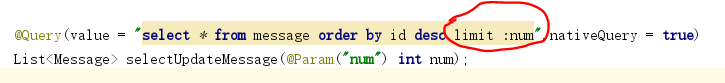 @Query(value = "select * from message order by id desc limit :num",nativeQuery = true)
List<Message> selectUpdateMessage(@Param("num") int num);